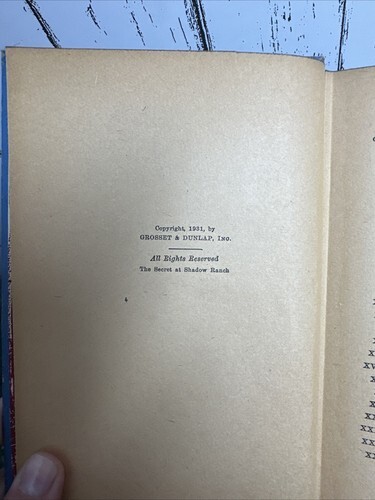 Copyright, 1931, by
GROSSET & DUNLAP, INC.
All Rights Reserved
The Secret at Shadow Ranch